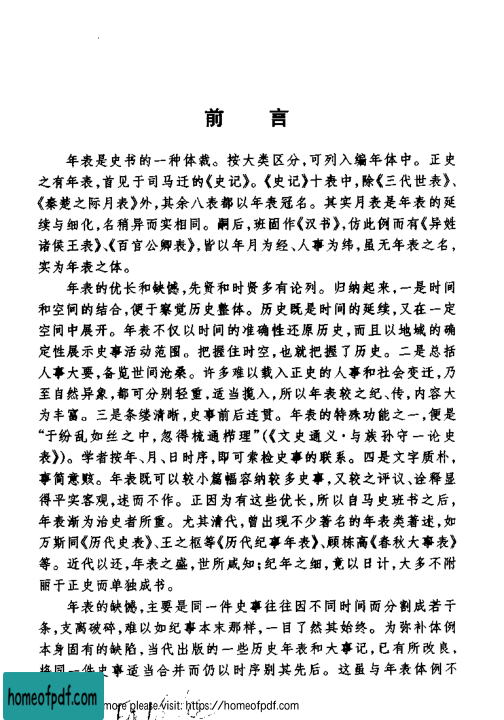 前 言
年表是史书的一种体裁。按大类区分,可列入编年体中。正史
之有年表,首见于司马迁的《史记》。《史记》十表中,除《三代世表》、
《秦楚之际月表》外,其余八表都以年表冠名。其实月表是年表的延
续与细化,名稍异而实相同。嗣后,班固作《汉书》,仿此例而有《异姓
诸侯王表》、《百官公卿表》,皆以年月为经、人事为纬,虽无年表之名,
实为年表之体。
年表的优长和缺憾,先贤和时贤多有论列。归纳起来,一是时间
和空间的结合,便于察觉历史整体。历史既是时间的延续,又在一定
空间中展开。年表不仅以时间的准确性还原历史,而且以地域的确
定性展示史事活动范围。把握住时空,也就把握了历史。二是总括
人事大要,备览世间沧桑。许多难以载入正史的人事和社会变迁,乃
至自然异象,都可分别轻重,适当揽入,所以年表较之纪、传,内容大
为丰富。三是条缕清晰,史事前后连贯。年表的特殊功能之一,便是
“于纷乱如丝之中,忽得梳通栉理”(《文史通义·与族孙守一论史
表》)。学者按年、月、日时序,即可索检史事的联系。四是文字质朴,
事简意赅。年表既可以较小篇幅容纳较多史事,又较之评议、诠释显
得平实客观,述而不作。正因为有这些优长,所以自马史班书之后,
年表渐为治史者所重。尤其清代,曾出现不少著名的年表类著述,如
万斯同《历代史表》、王之枢等《历代纪事年表》、顾栋高《春秋大事表》
等。近代以还,年表之盛,世所咸知;纪年之细,竟以日计,大多不附
丽于正史而单独成书。
年表的缺憾,主要是同一件史事往往因不同时间而分割成若干
条,支离破碎,难以如纪事本末那样,一目了然其始终。为弥补体例
本身固有的缺陷,当代出版的一些历史年表和大事记,已有所改良,
将同一件史事适当合并而仍以时序别其先后。这虽与年表体例不
homeofpdf.com
more please visit: https://homeofpdf.com